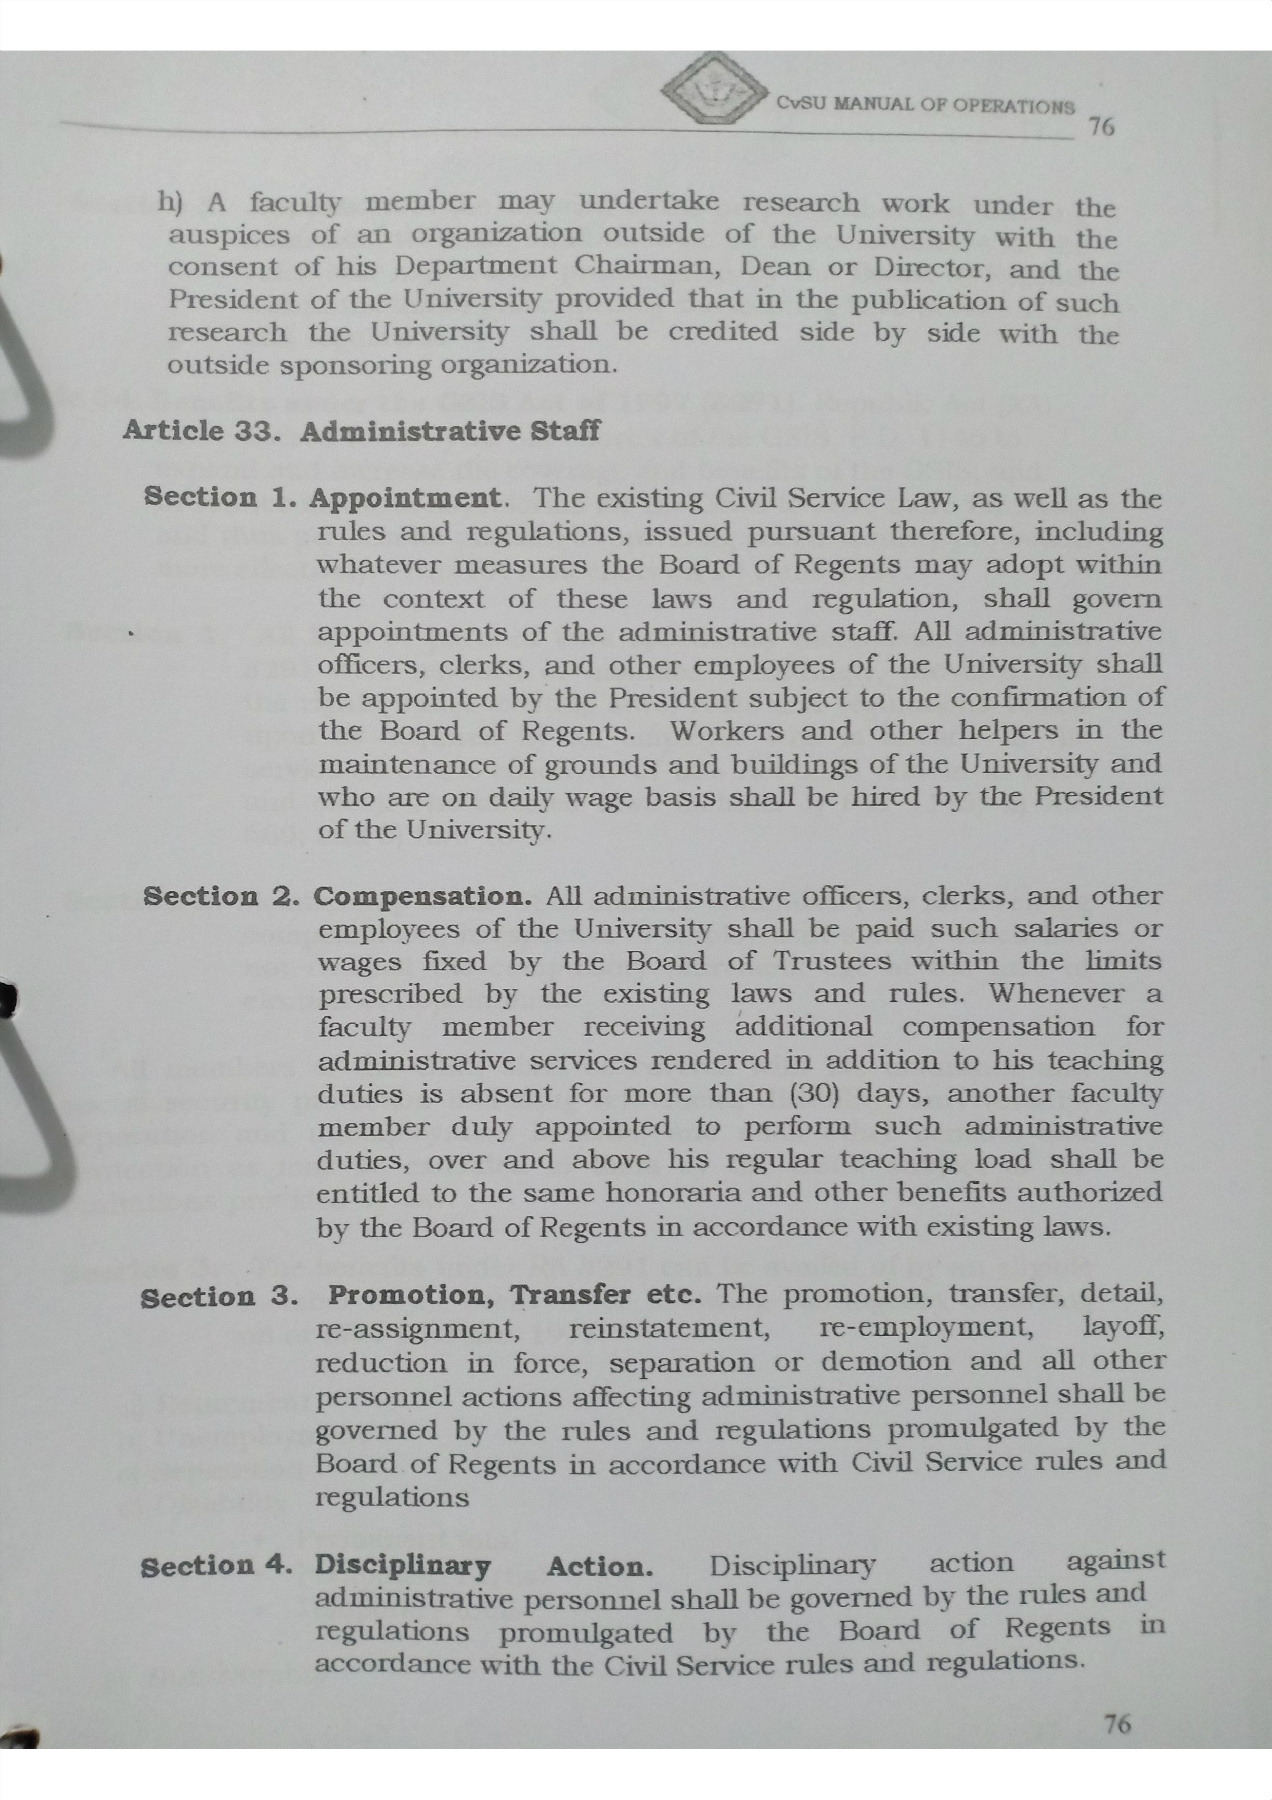 CvSU MANUAL OF OPERATIONS
76
h) A faculty member may undertake research work under the
auspices of an organization outside of the University with the
consent of his Department Chairman, Dean or Director, and the
President of the University provided that in the publication of such
research the University shall be credited side by side with the
outside sponsoring organization.
Article 33. Administrative Staff
Section 1. Appointment. The existing Civil Service Law, as well as the
rules and regulations, issued pursuant therefore, including
whatever measures the Board of Regents may adopt within
the context of these laws and regulation, shall govern
appointments of the administrative staff. All administrative
officers, clerks, and other employees of the University shall
be appointed by the President subject to the confirmation of
the Board of Regents. Workers and other helpers in the
maintenance of grounds and buildings of the University and
who are on daily wage basis shall be hired by the President
of the University.
Section 2. Compensation. All administrative officers, clerks, and other
employees of the University shall be paid such salaries or
wages fixed by the Board of Trustees within the limits
prescribed by the existing laws and rules. Whenever a
faculty member receiving additional compensation for
administrative services rendered in addition to his teaching
duties is absent for more than (30) days, another faculty
member duly appointed to perform such administrative
duties, over and above his regular teaching load shall be
entitled to the same honoraria and other benefits authorized
by the Board of Regents in accordance with existing laws.
Section 3. Promotion, Transfer etc. The promotion, transfer, detail,
re-assignment, reinstatement, re-employment, layoff,
reduction in force, separation or demotion and all other
personnel actions affecting administrative personnel shall be
governed by the rules and regulations promulgated by the
Board of Regents in accordance with Civil Service rules and
regulations
Section 4. Disciplinary Action. Disciplinary action against
administrative personnel shall be governed by the rules and
regulations promulgated by the Board of Regents in
accordance with the Civil Service rules and regulations.
76